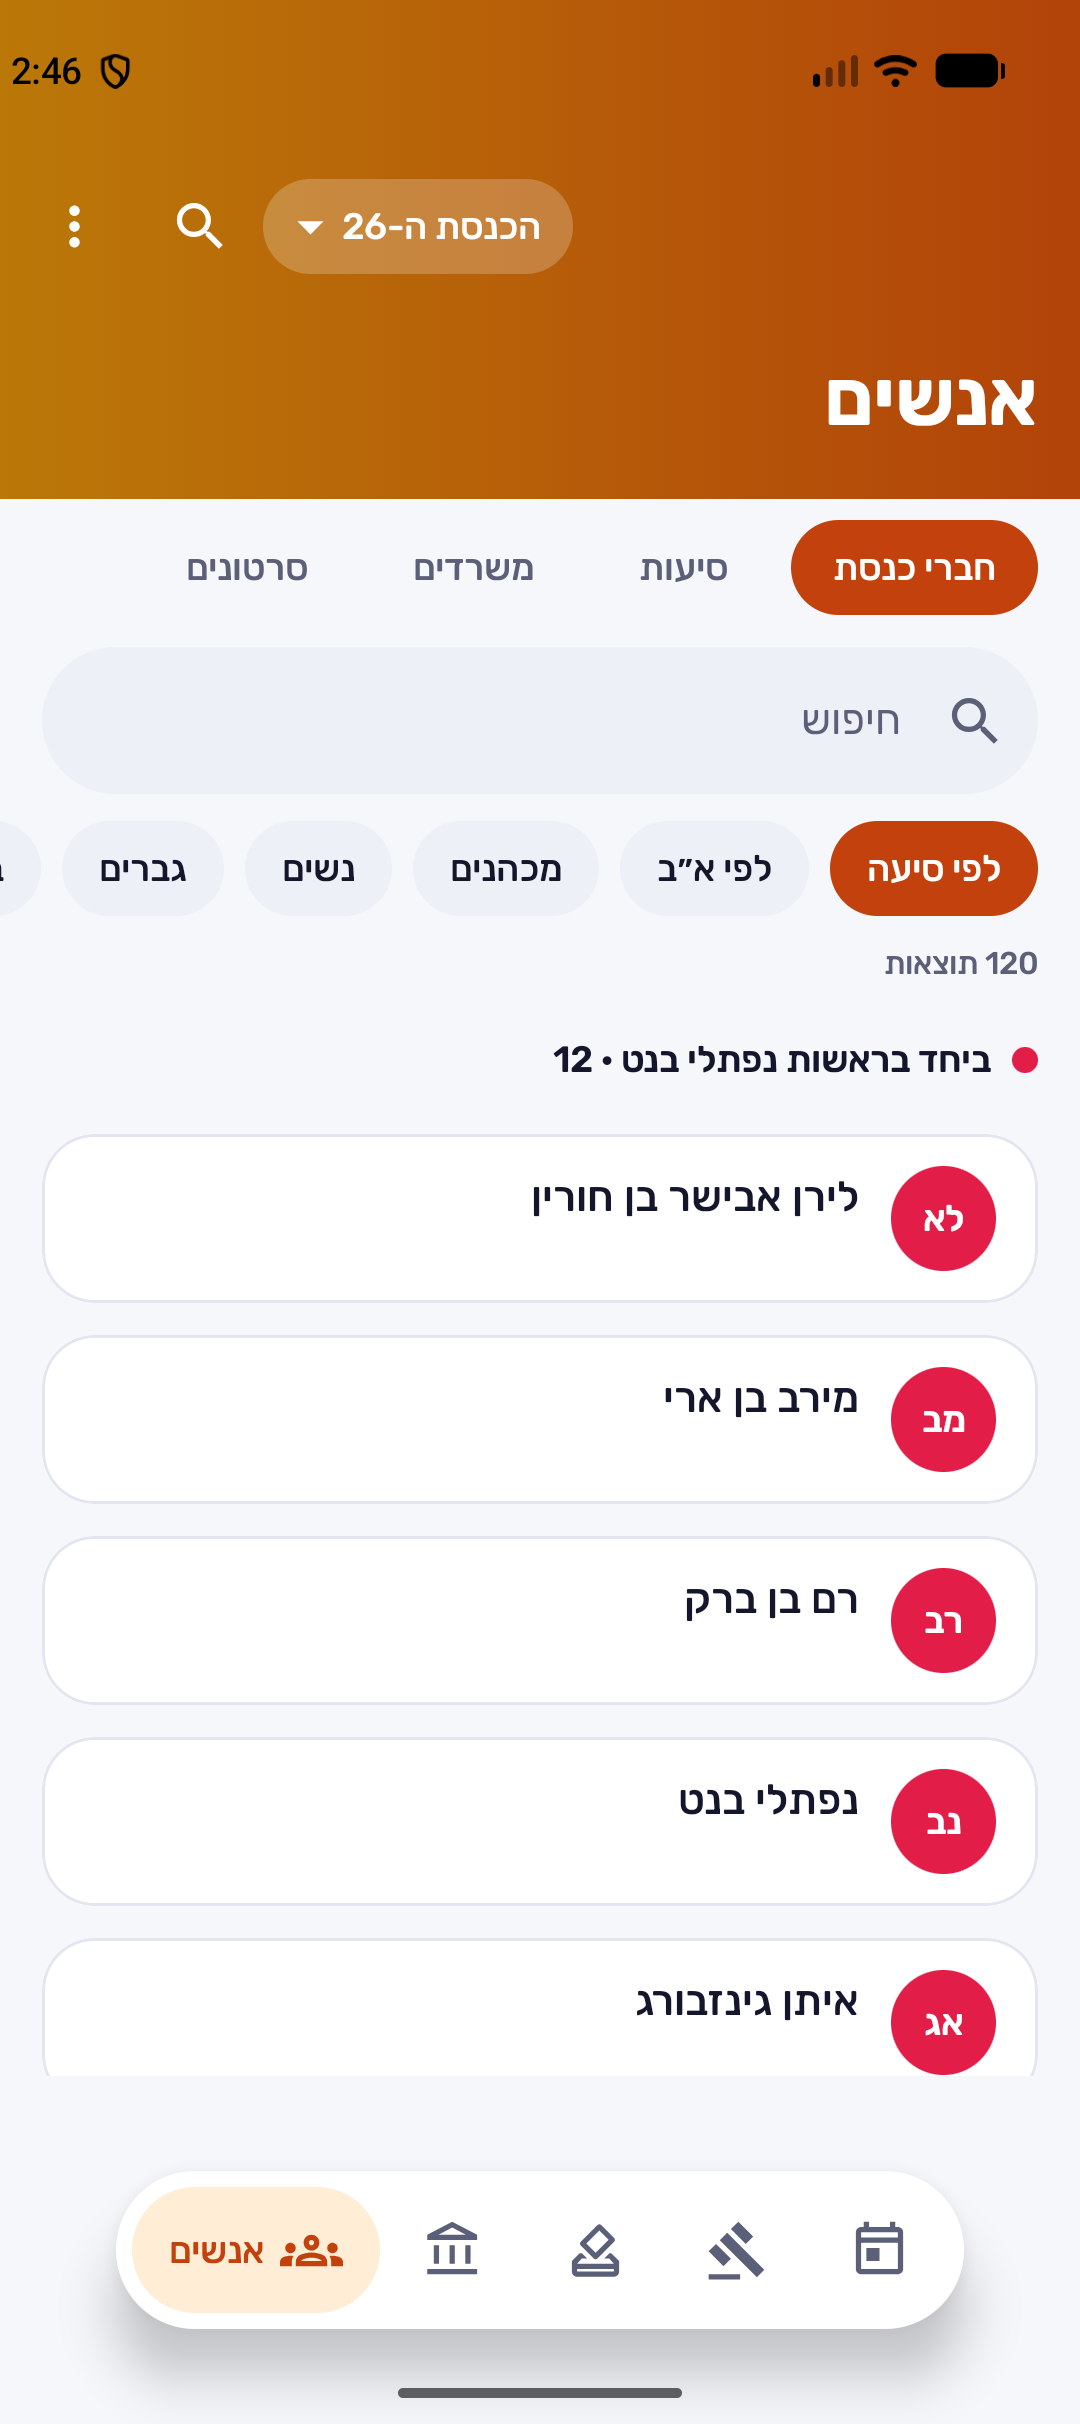 2:46
הכנסת ה-26
אנשים
חברי כנסת סיעות משרדים סרטונים
חיפוש
לפי סיעה לפי א״ב מכהנים נשים גברים
120 תוצאות
ביחד בראשות נפתלי בנט • 12
לא לירן אבישר בן חורין
מב מירב בן ארי
רב רם בן ברק
נב נפתלי בנט
אג איתן גינזבורג
אנשים